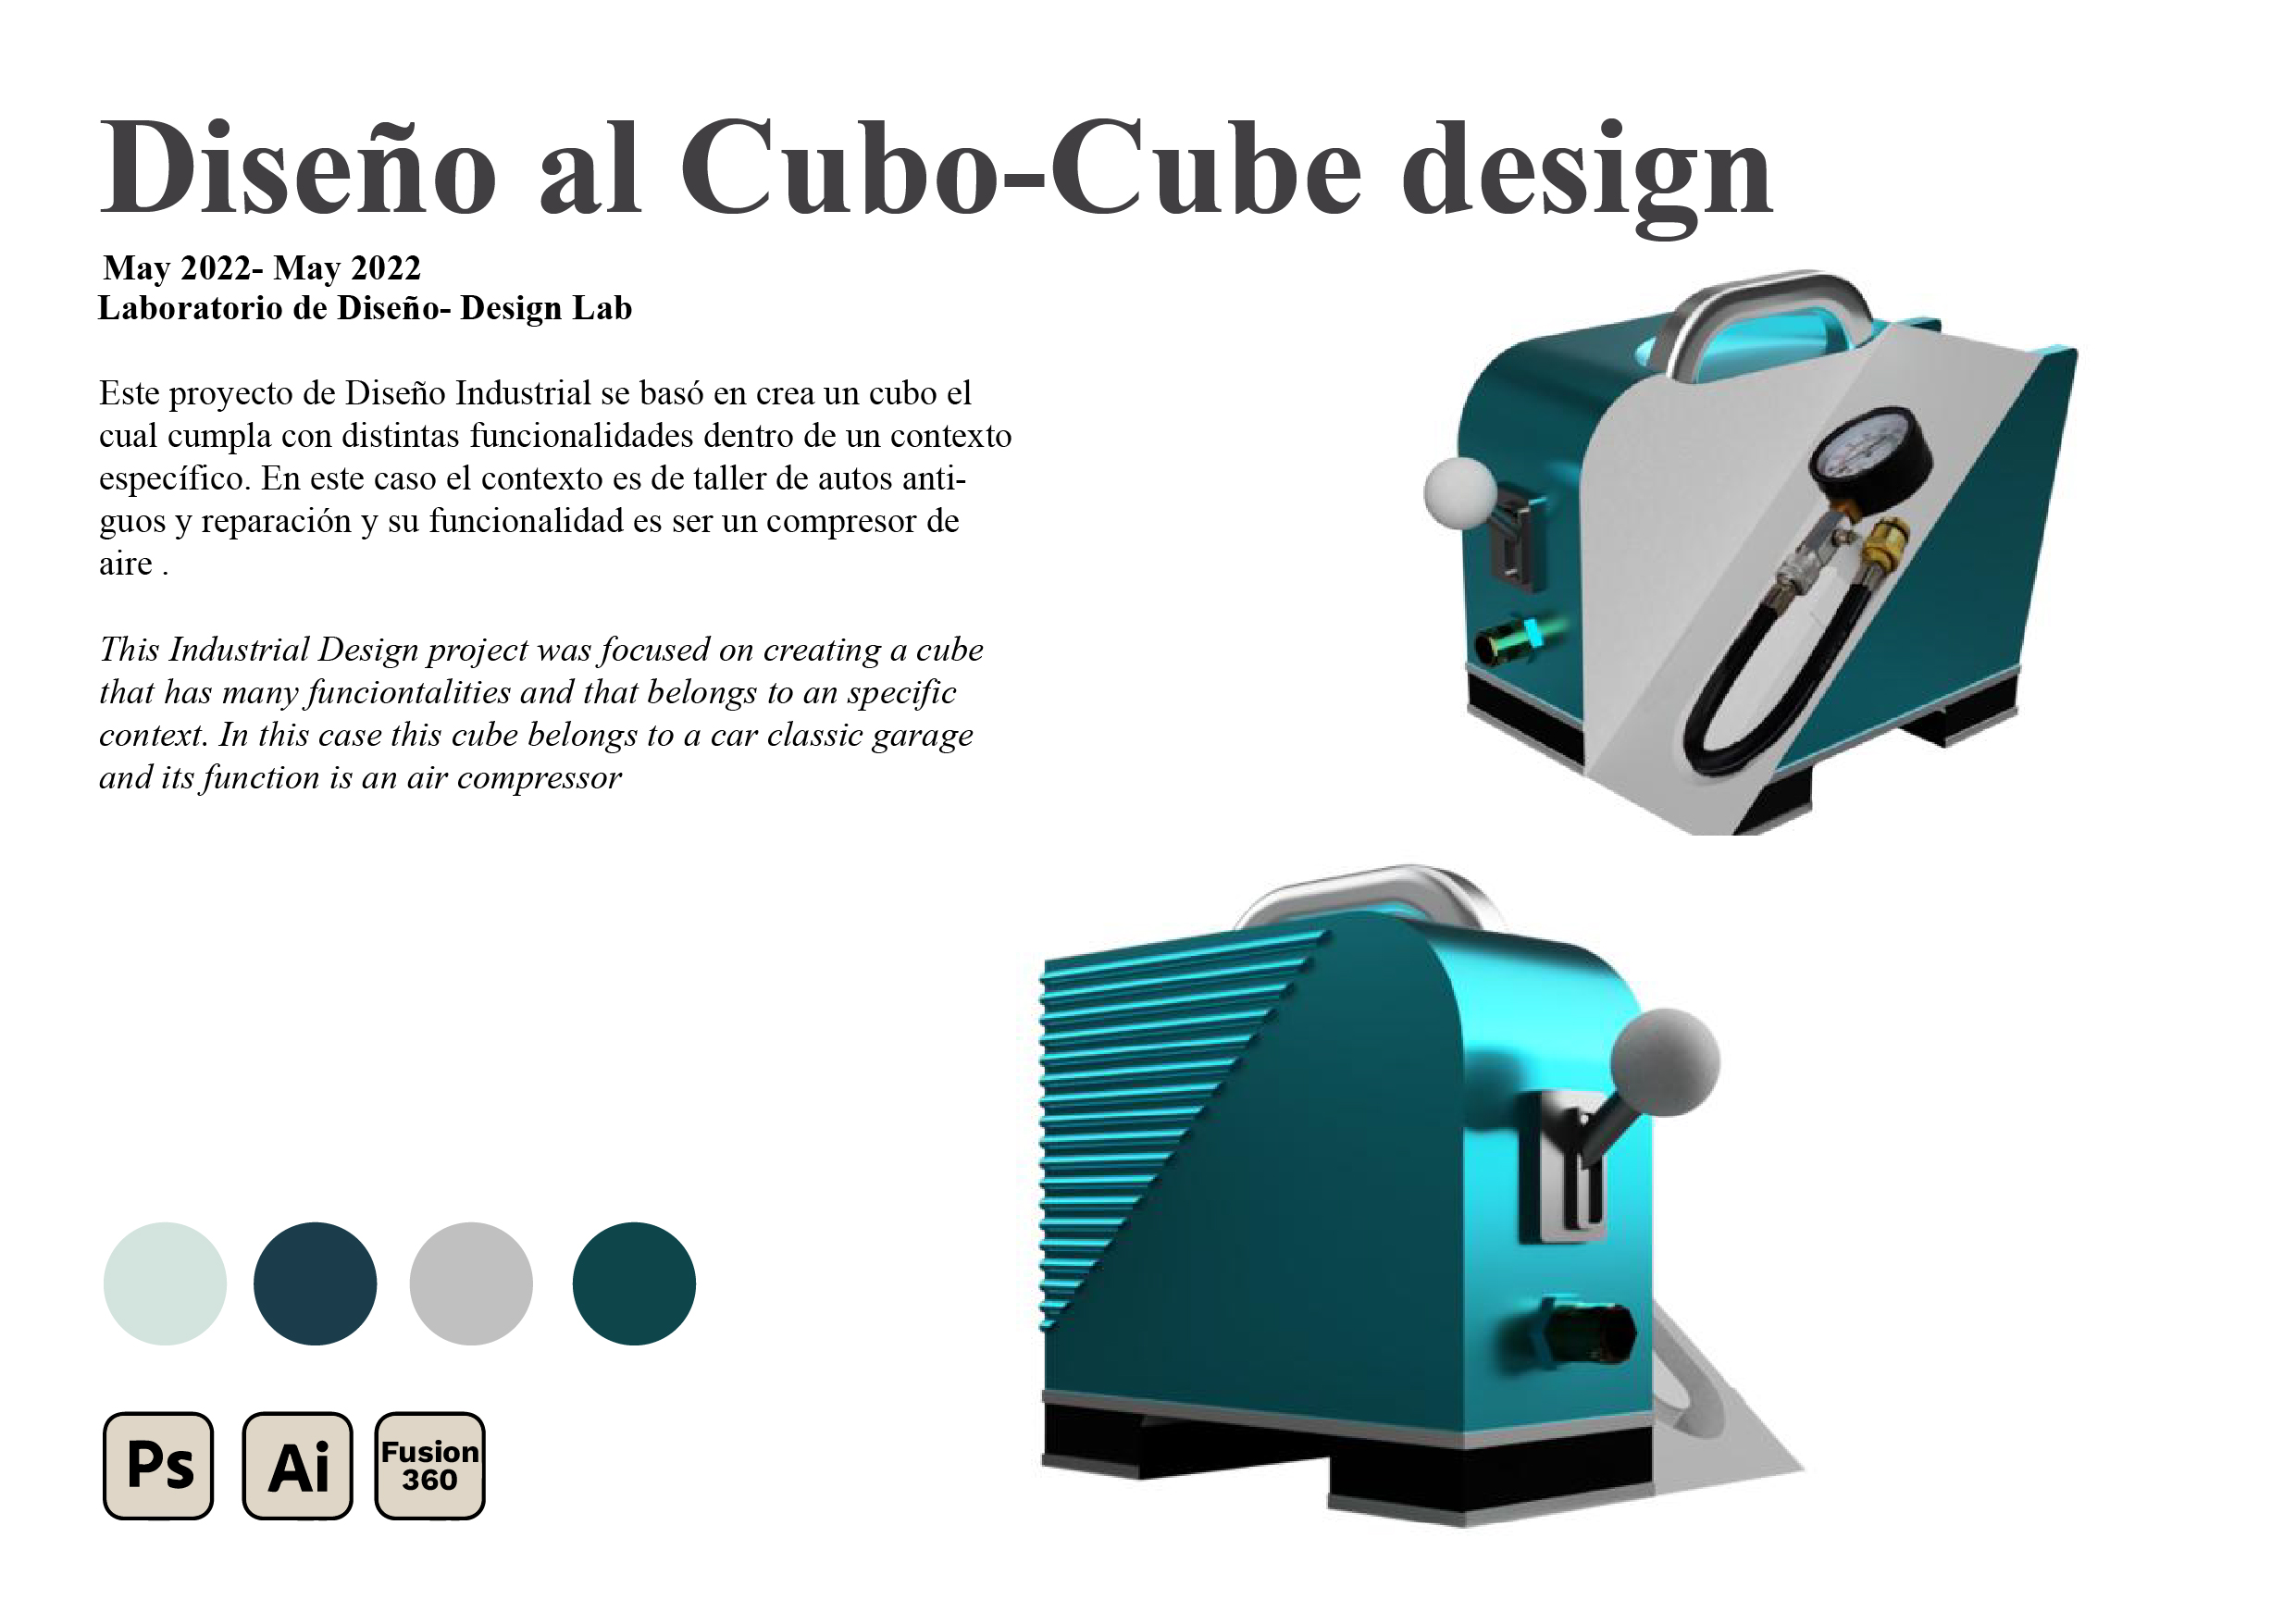 Diseño al Cubo-Cube design
May 2022- May 2022
Laboratorio de Diseño- Design Lab
Este proyecto de Diseño Industrial se basó en crea un cubo el
cual cumpla con distintas funcionalidades dentro de un contexto
específico. En este caso el contexto es de taller de autos anti-
guos y reparación y su funcionalidad es ser un compresor de
aire .
This Industrial Design project was focused on creating a cube
that has many funciontalities and that belongs to an specific
context. In this case this cube belongs to a car classic garage
and its function is an air compressor
Ps
Ai
Fusion
360